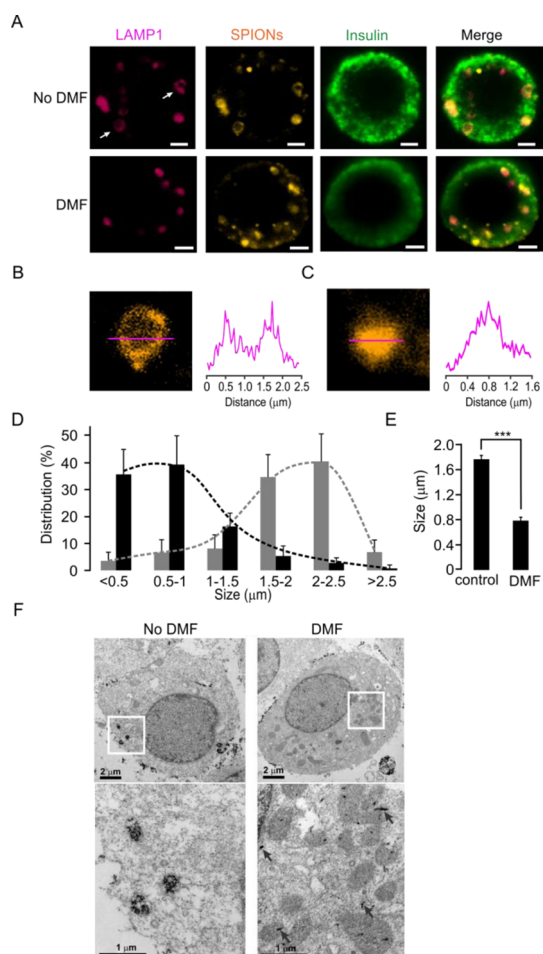 A
LAMP1 SPIONs Insulin Merge
No DMF
DMF
B
C
0 0.5 1.0 1.5 2.0 2.5
Distance (μm)
0 0.4 0.8 1.2 1.6
Distance (μm)
D
Distribution (%)
50
40
30
20
10
0
<0.5 0.5-1 1-1.5 1.5-2 2-2.5 >2.5
Size (μm)
E
***
Size (μm)
2.0
1.6
1.2
0.8
0.4
0
control DMF
F
No DMF DMF
2 μm 2 μm
1 μm 1 μm